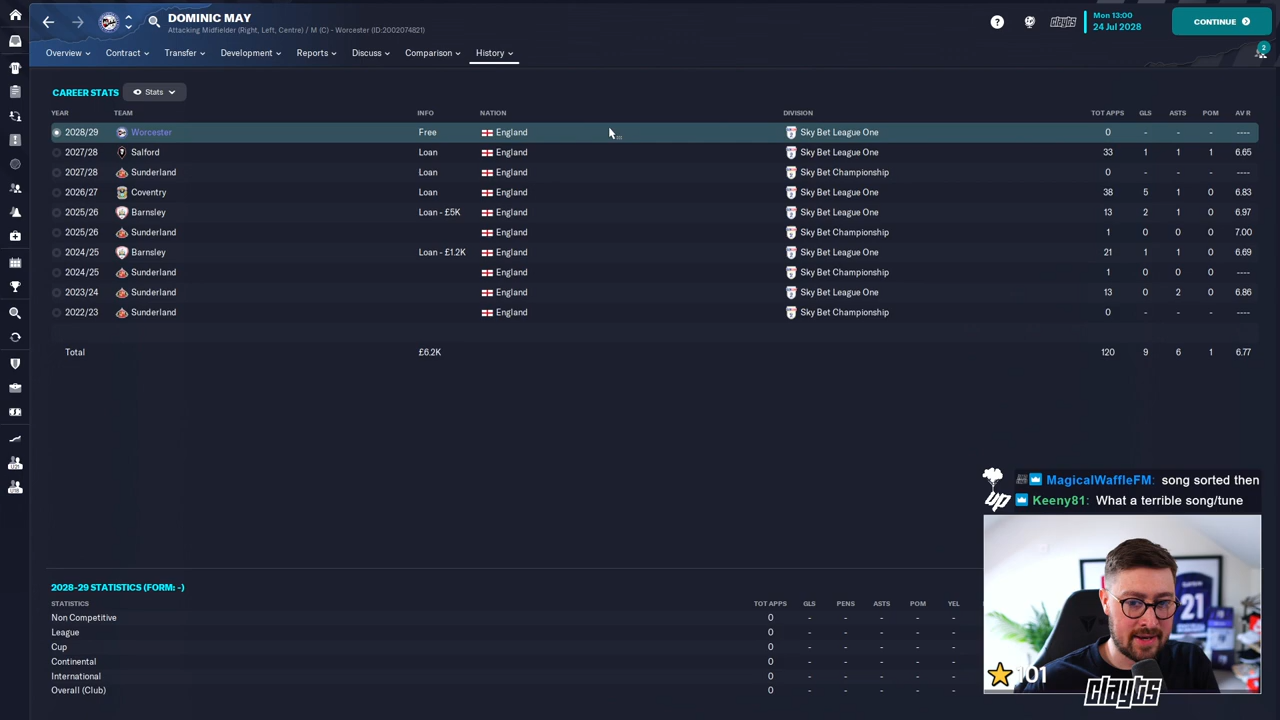 DOMINIC MAY
Attacking Midfielder (Right, Left, Centre) / M (C) - Worcester (ID:2002074821)
? clayts Mon 13:00 24 Jul 2028 CONTINUE
Overview Contract Transfer Development Reports Discuss Comparison History 2
CAREER STATS Stats
YEAR TEAM INFO NATION DIVISION TOT APPS GLS ASTS POM AV R
2028/29 Worcester Free England Sky Bet League One 0 - - - ----
2027/28 Salford Loan England Sky Bet League One 33 1 1 1 6.65
2027/28 Sunderland Loan England Sky Bet Championship 0 - - - ----
2026/27 Coventry Loan England Sky Bet League One 38 5 1 0 6.83
2025/26 Barnsley Loan - £5K England Sky Bet League One 13 2 1 0 6.97
2025/26 Sunderland England Sky Bet Championship 1 0 0 0 7.00
2024/25 Barnsley Loan - £1.2K England Sky Bet League One 21 1 1 0 6.69
2024/25 Sunderland England Sky Bet Championship 1 0 0 0 ----
2023/24 Sunderland England Sky Bet League One 13 0 2 0 6.86
2022/23 Sunderland England Sky Bet Championship 0 - - - ----
Total £6.2K 120 9 6 1 6.77
MagicalWaffleFM: song sorted then
up Keeny81: What a terrible song/tune
2028-29 STATISTICS (FORM: -)
STATISTICS TOT APPS GLS PENS ASTS POM YEL
Non Competitive 0 - - - - -
League 0 - - - - -
Cup 0 - - - - -
Continental 0 - - - - -
International 0 - - - - -
Overall (Club) 0 - - - - -
21
101
clayts